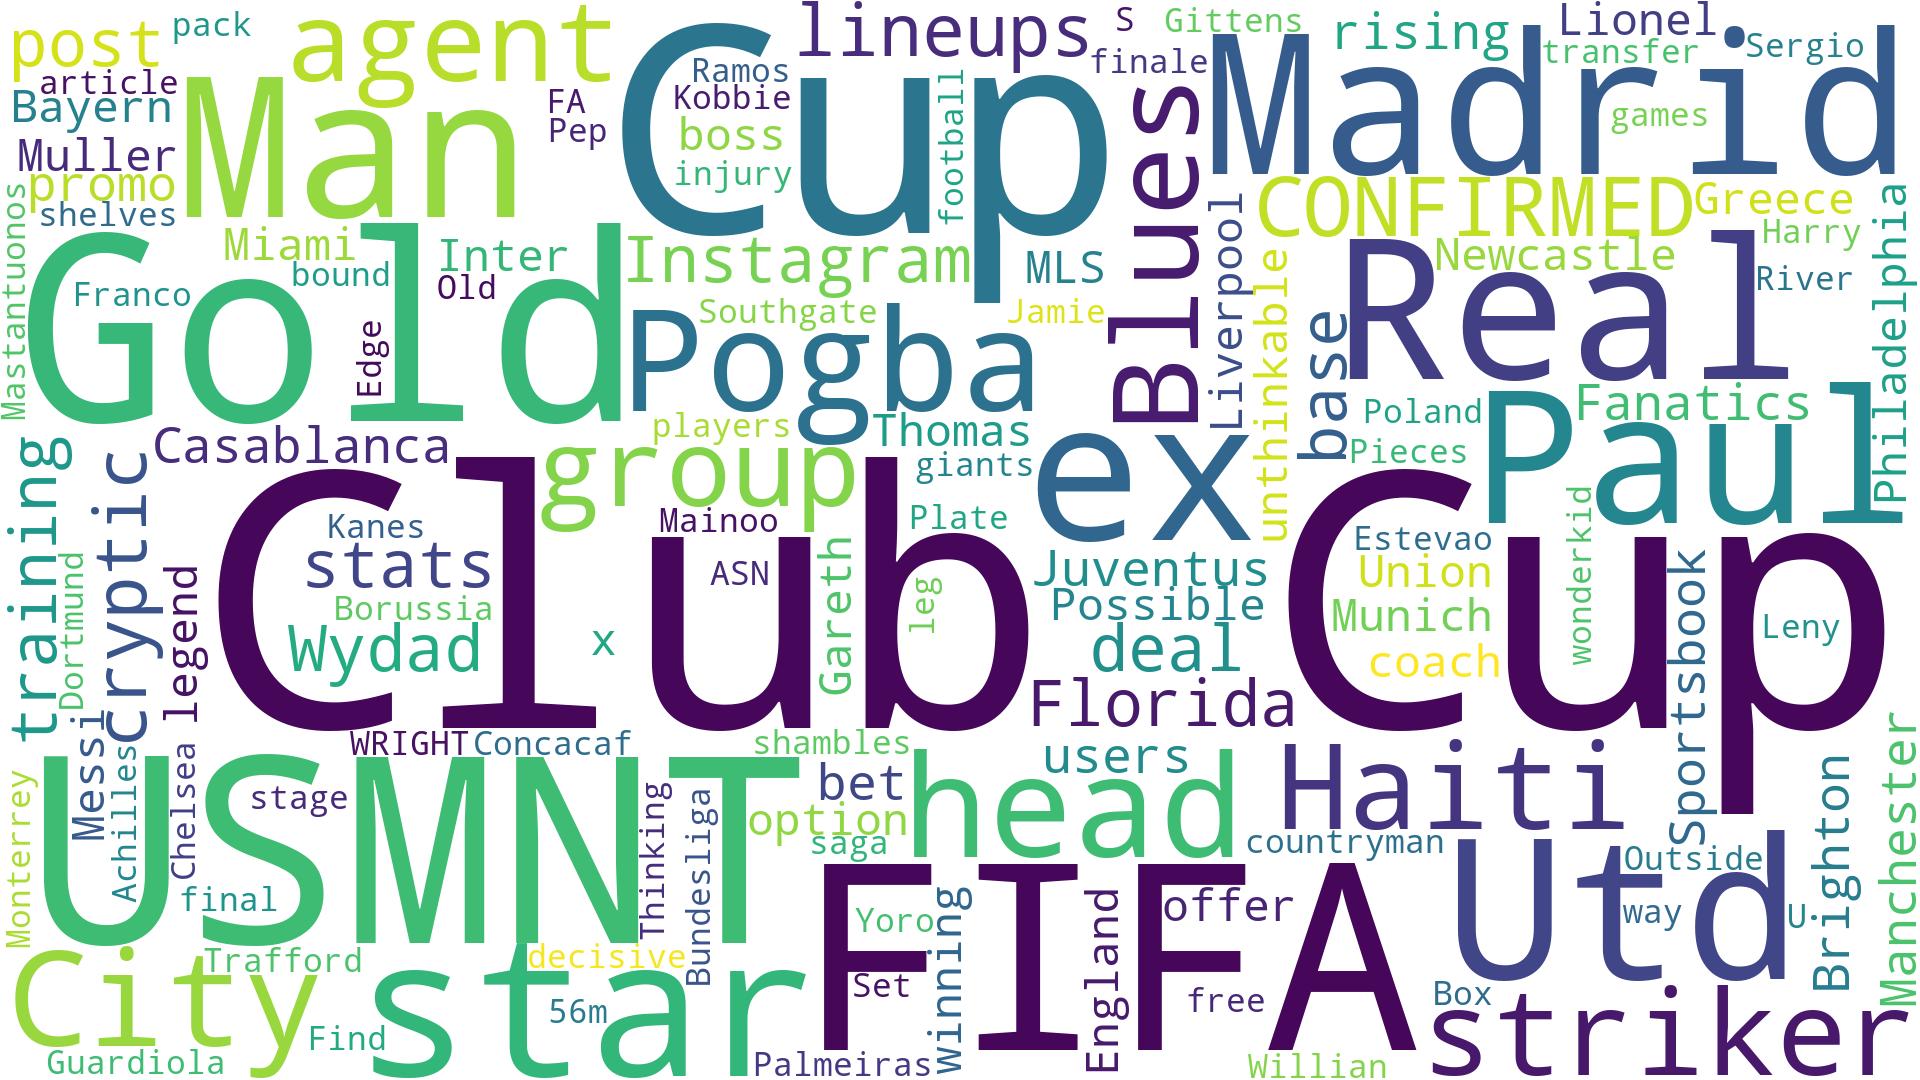 post
pack
agent
Cup
lineups
S
Gittens
rising
Lionel
article
Man
FA
Ramos
football
finale
Madrid
transfer
Sergio
Bayern
Pep
Kobbie
boss
Blues
games
Muller
injury
promo
shelves
CONFIRMED
Greece
Mastantuonos
Miami
Gold
Inter
Instagram
MLS
Liverpool
unthinkable
Newcastle
Harry
Philadelphia
Franco
bound
Old
Real
River
Edge
Pogba
Southgate
Jamie
base
training
cryptic
Casablanca
players
Thomas
ex
Poland
Paul
Fanatics
group
giants
Pieces
Club
Cup
Kanes
Mainoo
Plate
stats
ASN
Gareth
leg
Juventus
Estevao
wonderkid
Sportsbook
Dortmund
legend
Borussia
Possible
Union
Munich
Leny
Wydad
x
deal
coach
Messi
Florida
WRIGHT
Concacaf
shambles
users
Haiti
Manchester
Monterrey
Achilles
Chelsea
USMNT
stage
Thinking
Bundesliga
bet
option
head
Brighton
saga
countryman
Outside
final
FIFA
Utd
Yoro
winning
England
offer
way
U
City
Trafford
star
decisive
Set
free
Box
striker
56m
Find
Guardiola
Palmeiras
Willian